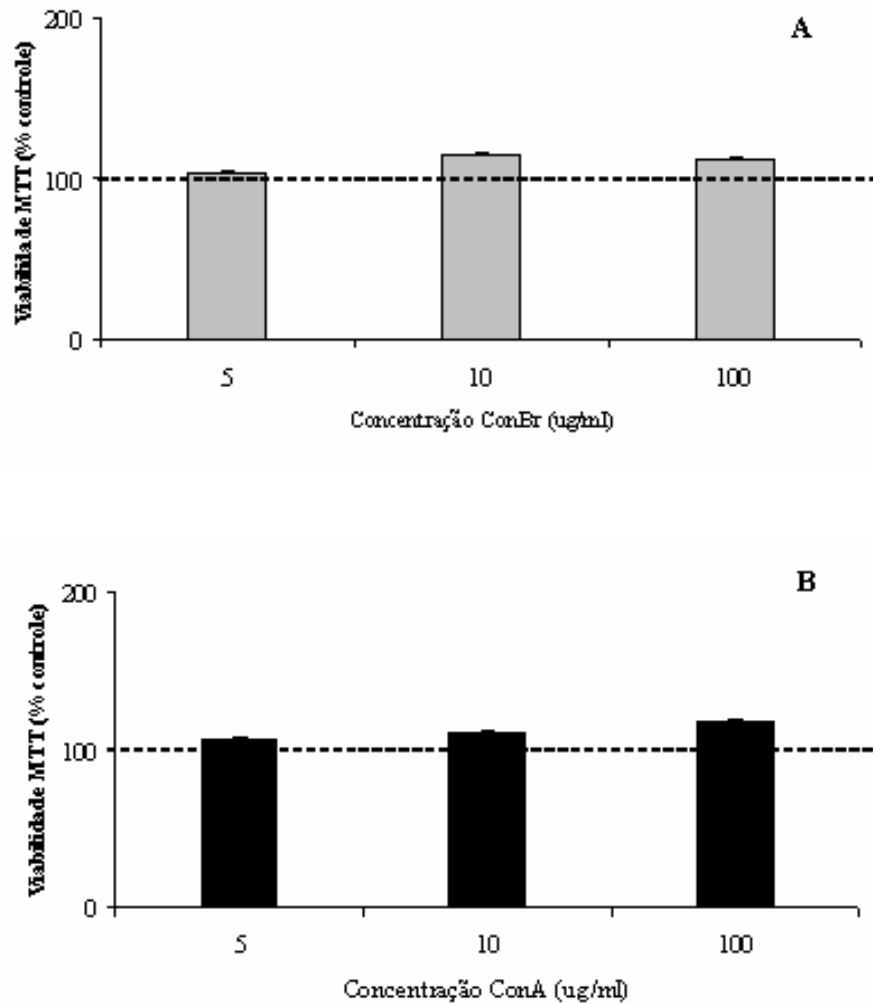 A
200
100
0
Viabilidade MTT (% controle)
5 10 100
Concentração ConBr (ug/ml)
B
200
100
0
Viabilidade MTT (% controle)
5 10 100
Concentração ConA (ug/ml)